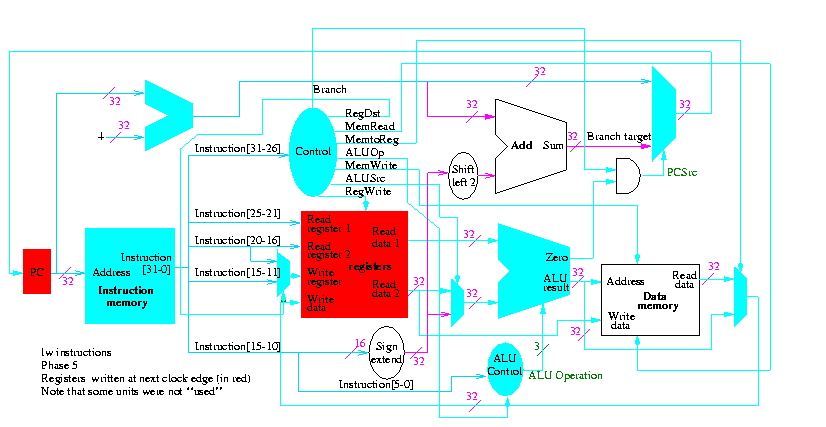 32
32
4
Branch
RegDst
MemRead
MemtoReg
ALUOp
MemWrite
ALUSrc
RegWrite
Control
Instruction[31-26]
Instruction[25-21]
Instruction[20-16]
Instruction[15-11]
Instruction[15-10]
Instruction[5-0]
PC
32
Instruction
[31-0]
Address
Instruction
memory
Read
register 1
Read
register 2
Write
register
Write
data
Read
data 1
registers
Read
data 2
32
32
32
32
32
Shift
left 2
Add
Sum
32
Branch target
32
32
PCSrc
Zero
ALU
result
32
32
Address
Read
data
Data
memory
Write
data
32
16
Sign
extend
32
ALU
Control
3
ALU Operation
32
lw instructions
Phase 5
Registers written at next clock edge (in red)
Note that some units were not “used”